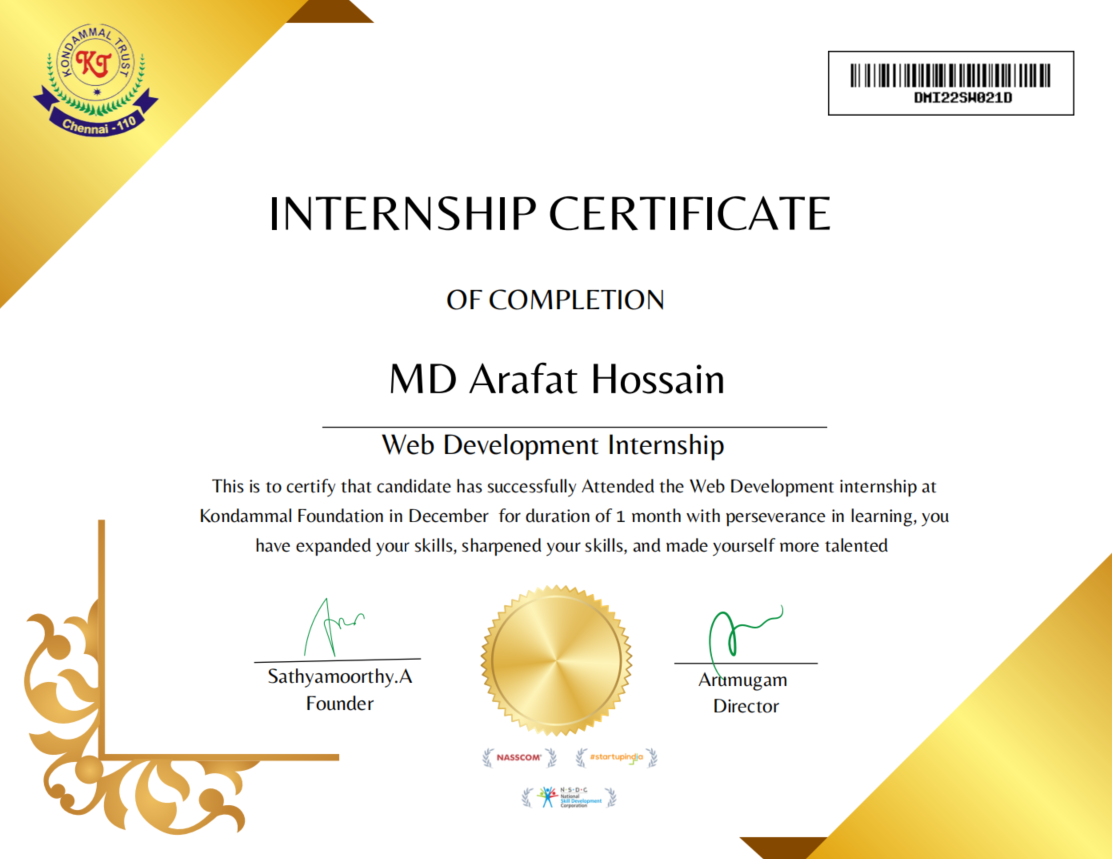 KONDAMMAL TRUST
KT
Chennai - 110
DMI22SW021D
INTERNSHIP CERTIFICATE
OF COMPLETION
MD Arafat Hossain
Web Development Internship
This is to certify that candidate has successfully Attended the Web Development internship at
Kondammal Foundation in December for duration of 1 month with perseverance in learning, you
have expanded your skills, sharpened your skills, and made yourself more talented
Sathyamoorthy.A
Founder
Arumugam
Director
NASSCOM®
#startupindia
N·S·D·C
National
Skill Development
Corporation